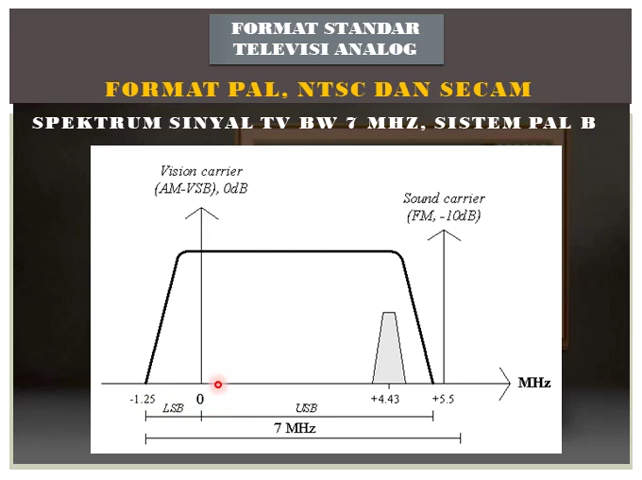 FORMAT STANDAR
TELEVISI ANALOG
FORMAT PAL, NTSC DAN SECAM
SPEKTRUM SINYAL TV BW 7 MHZ, SISTEM PAL B
Vision carrier
(AM-VSB), 0dB
Sound carrier
(FM, -10dB)
MHz
-1.25
0
+4.43
+5.5
LSB
USB
7 MHz